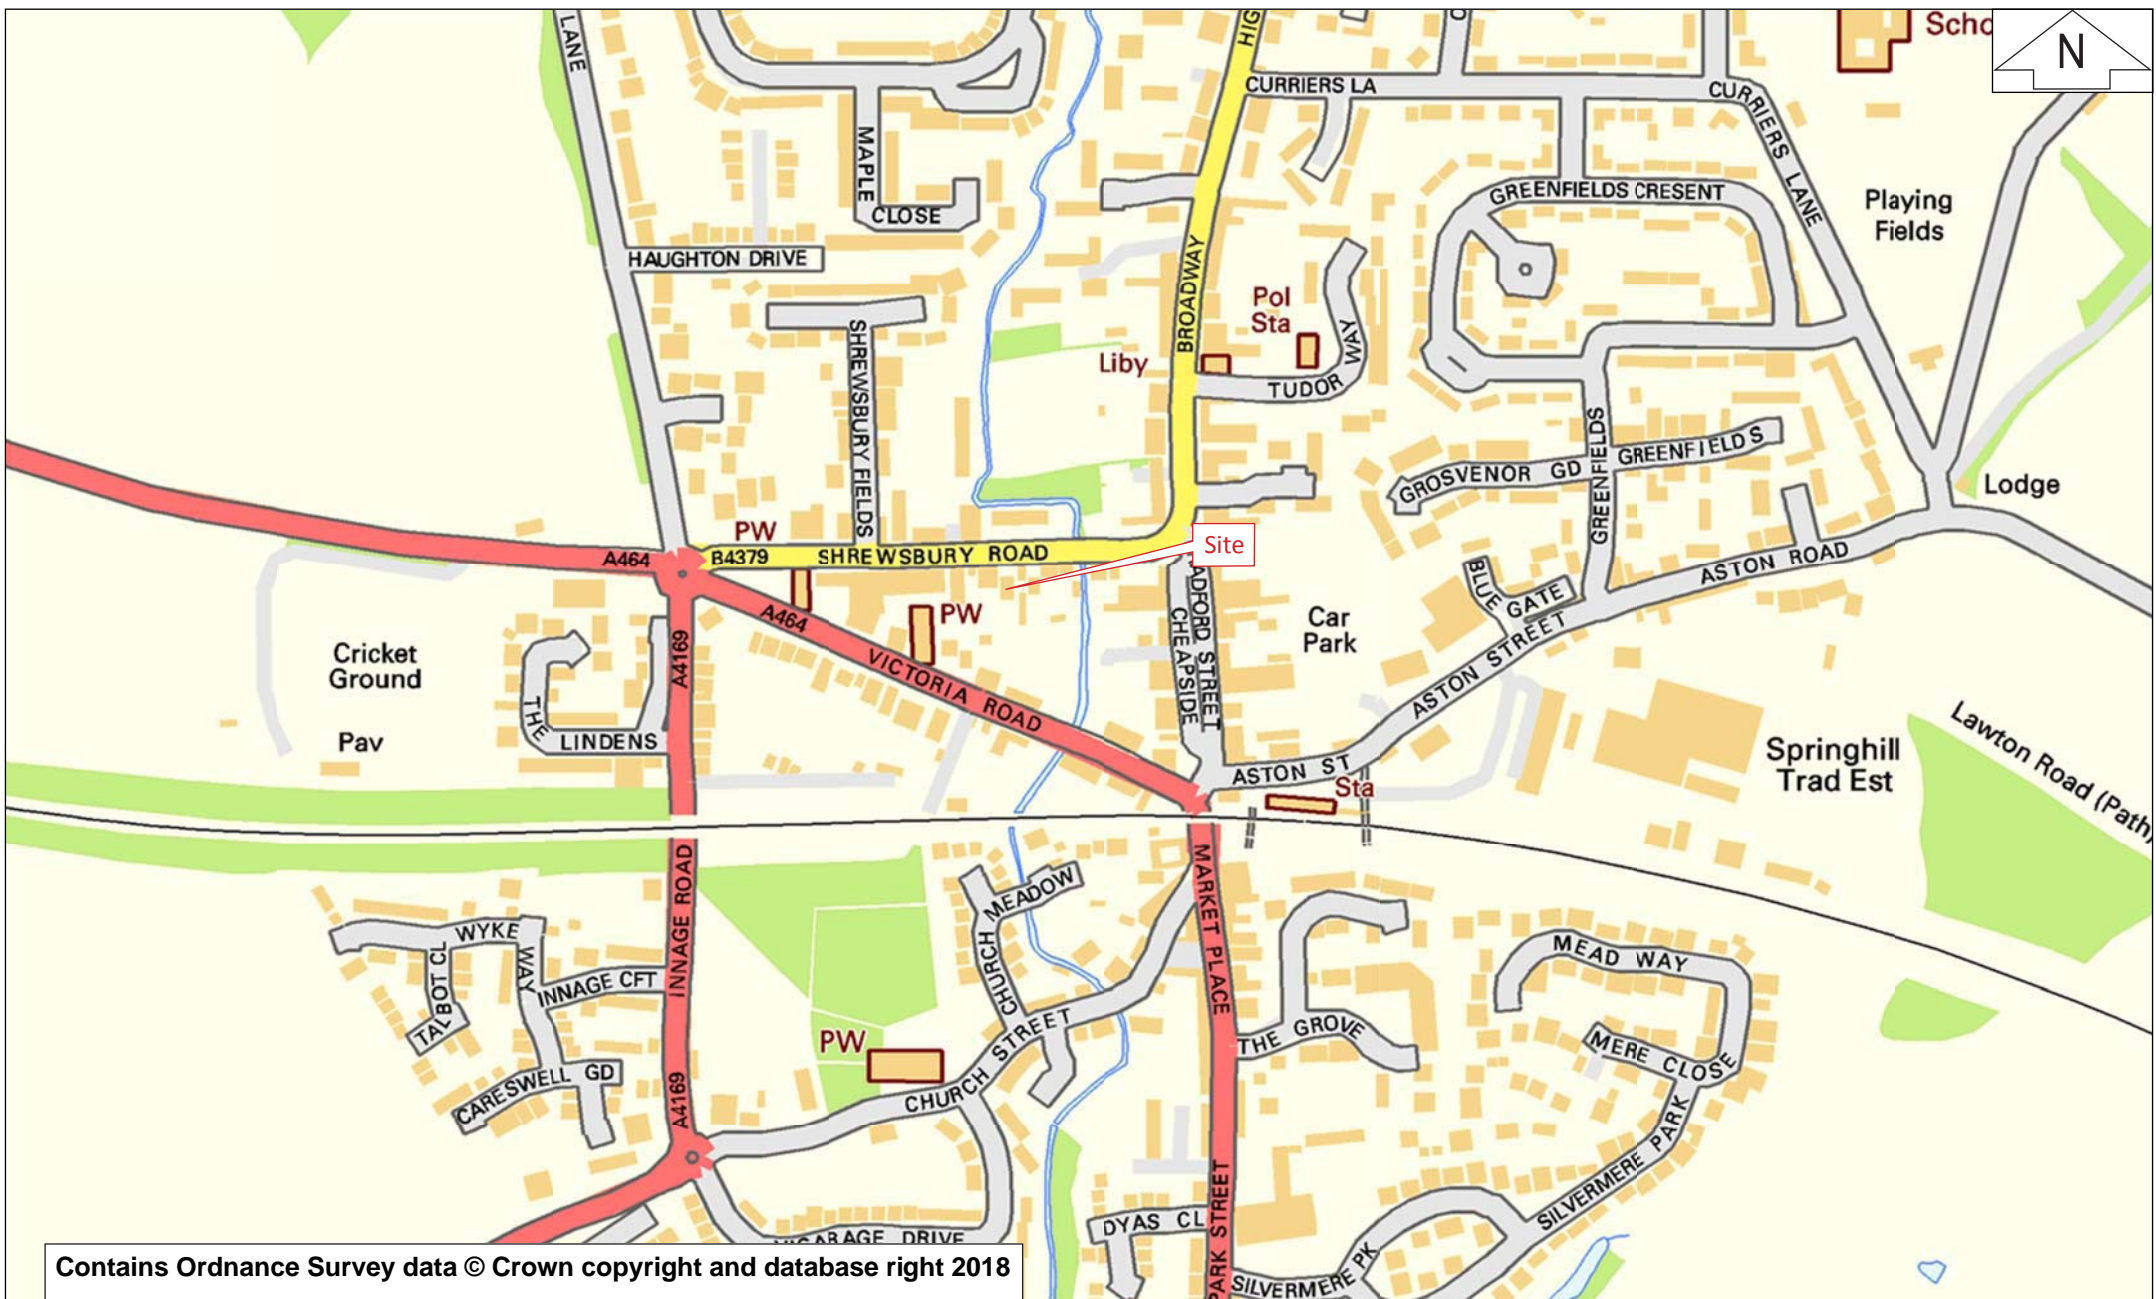 LANE
HIG
Scho
N
CURRIERS LA
CURRIERS LANE
MAPLE
CLOSE
GREENFIELDS CRESENT
Playing
Fields
HAUGHTON DRIVE
BROADWAY
Pol
Sta
Liby
TUDOR WAY
SHREWSBURY FIELDS
GREENFIELDS
GROSVENOR GD
GREENFIELDS
Lodge
PW
A464
B4379
SHREWSBURY ROAD
Site
ASTON ROAD
BLUE GATE
ADFORD STREET
CHEAPSIDE
Car
Park
PW
A464
VICTORIA ROAD
A4169
Cricket
Ground
Pav
THE LINDENS
ASTON STREET
ASTON ST
Sta
Springhill
Trad Est
Lawton Road (Path)
INNAGE ROAD
MARKET PLACE
CHURCH MEADOW
WYKE WAY
TALBOT CL
INNAGE CFT
CARESWELL GD
A4169
PW
CHURCH STREET
CHURCH
THE GROVE
MEAD WAY
MERE CLOSE
SILVERMERE PARK
PARK STREET
DYAS CL
SILVERMERE PK
VICARAGE DRIVE
Contains Ordnance Survey data © Crown copyright and database right 2018